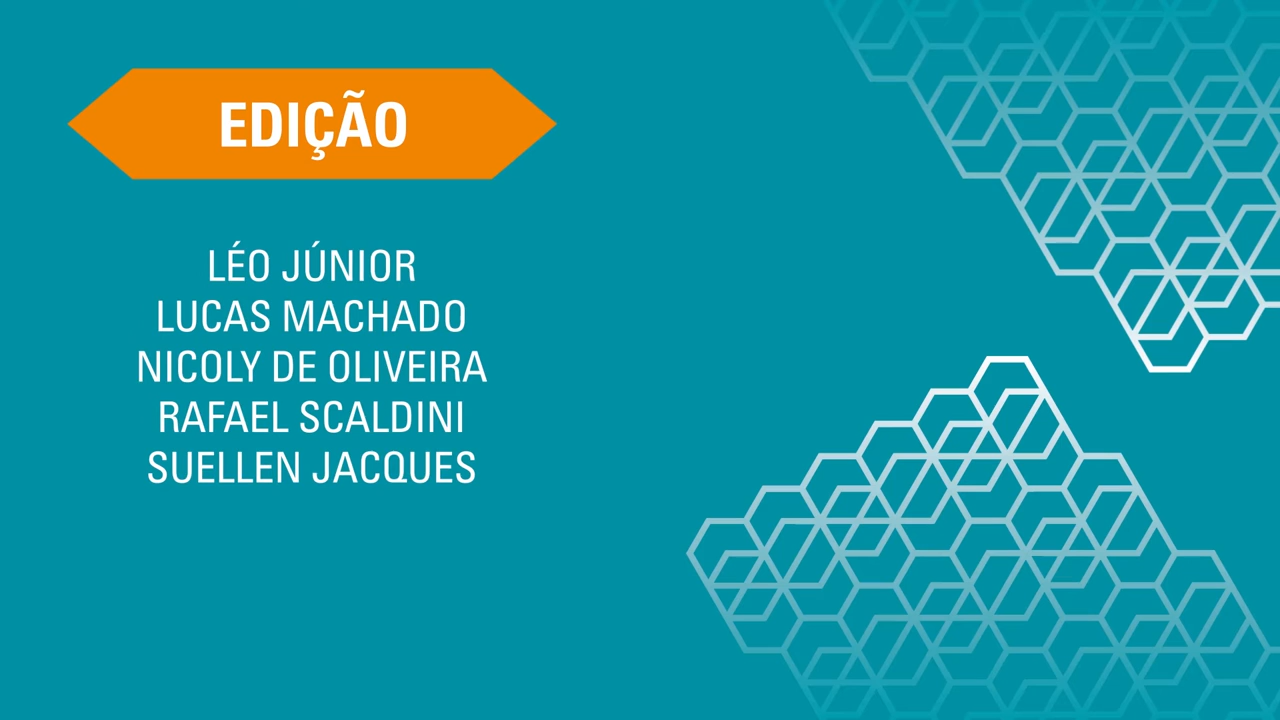 EDIÇÃO
LÉO JÚNIOR
LUCAS MACHADO
NICOLY DE OLIVEIRA
RAFAEL SCALDINI
SUELLEN JACQUES